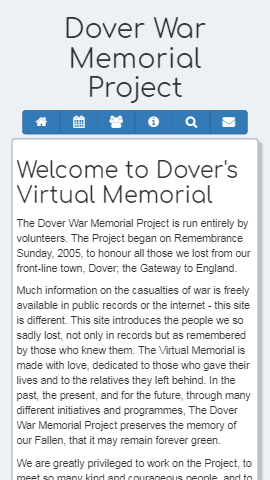 Dover War
Memorial
Project
Welcome to Dover's
Virtual Memorial
The Dover War Memorial Project is run entirely by
volunteers. The Project began on Remembrance
Sunday, 2005, to honour all those we lost from our
front-line town, Dover; the Gateway to England.
Much information on the casualties of war is freely
available in public records or the internet - this site
is different. This site introduces the people we so
sadly lost, not only in records but as remembered
by those who knew them. The Virtual Memorial is
made with love, dedicated to those who gave their
lives and to the relatives they left behind. In the
past, the present, and for the future, through many
different initiatives and programmes, The Dover
War Memorial Project preserves the memory of
our Fallen, that it may remain forever green.
We are greatly privileged to work on the Project, to
meet so many kind and courageous people, and to